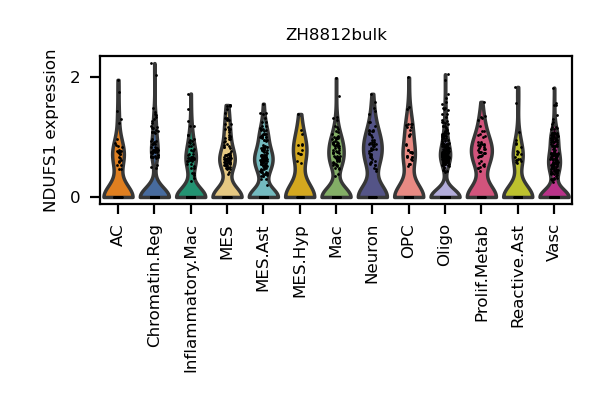 ZH8812bulk
NDUFS1 expression
2
0
AC
Chromatin.Reg
Inflammatory.Mac
MES
MES.Ast
MES.Hyp
Mac
Neuron
OPC
Oligo
Prolif.Metab
Reactive.Ast
Vasc